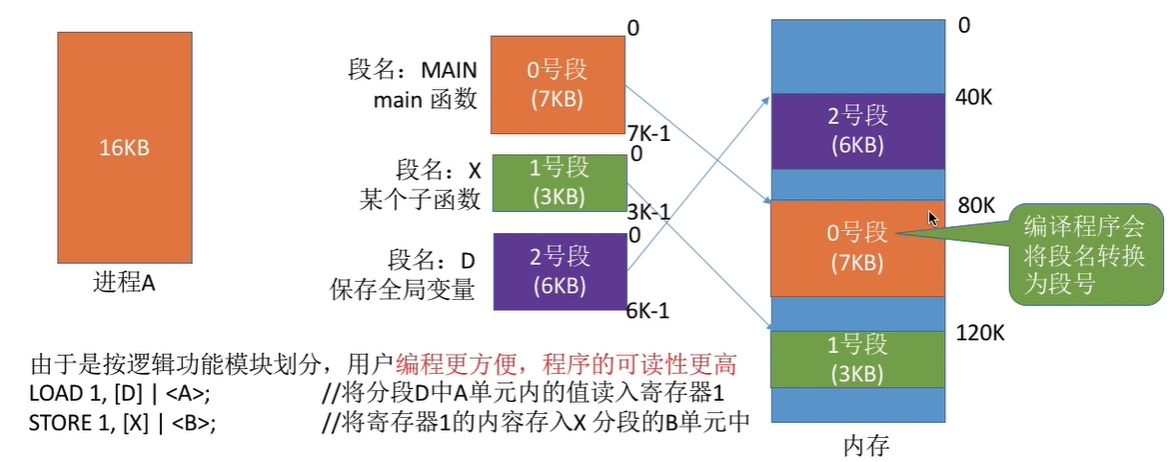 16KB
进程A
段名：MAIN
main 函数
0号段
(7KB)
0
7K-1
段名：X
某个子函数
1号段
(3KB)
0
3K-1
段名：D
保存全局变量
2号段
(6KB)
0
6K-1
0
40K
2号段
(6KB)
80K
0号段
(7KB)
编译程序会
将段名转换
为段号
120K
1号段
(3KB)
内存
由于是按逻辑功能模块划分，用户编程更方便，程序的可读性更高
LOAD 1, [D] | <A>; //将分段D中A单元内的值读入寄存器1
STORE 1, [X] | <B>; //将寄存器1的内容存入X 分段的B单元中